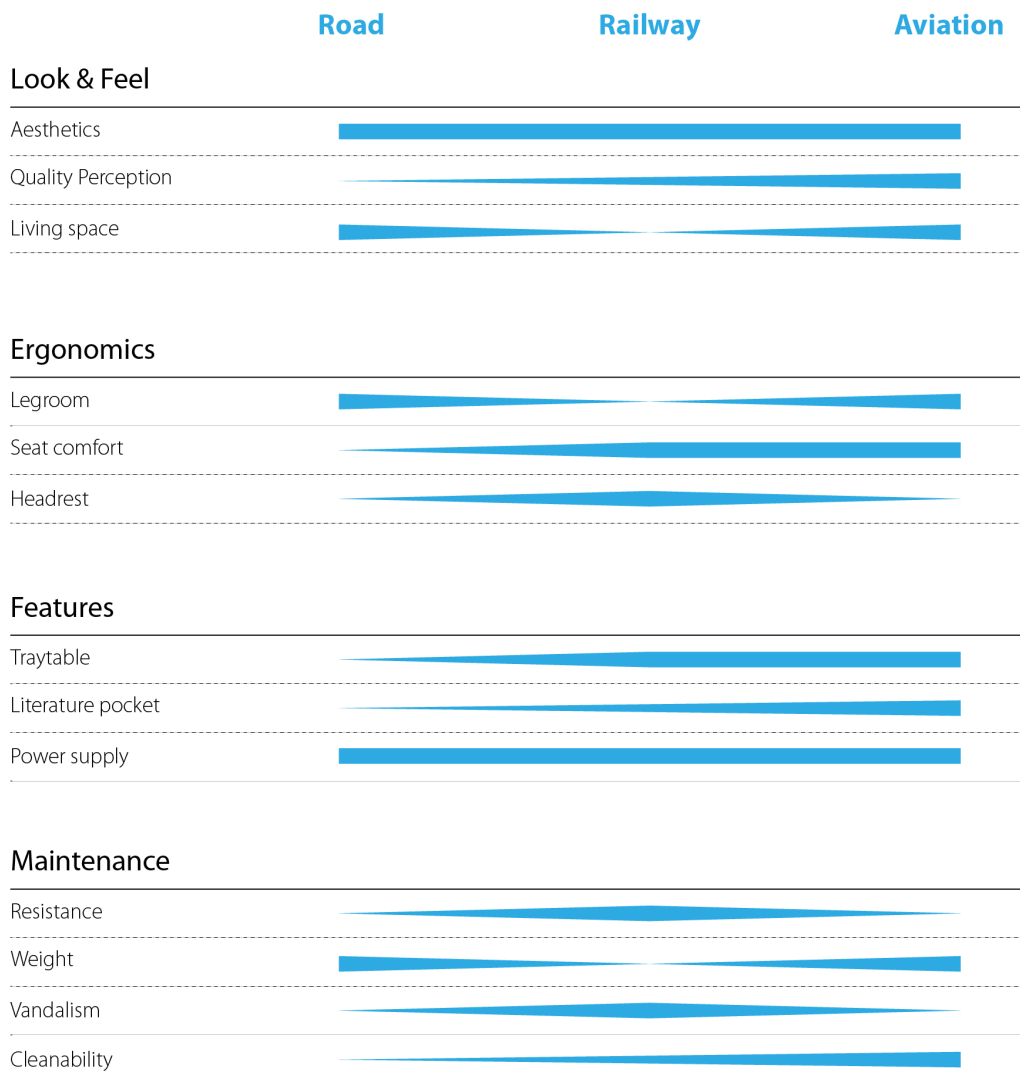 Road Railway Aviation
Look & Feel
Aesthetics
Quality Perception
Living space
Ergonomics
Legroom
Seat comfort
Headrest
Features
Traytable
Literature pocket
Power supply
Maintenance
Resistance
Weight
Vandalism
Cleanability